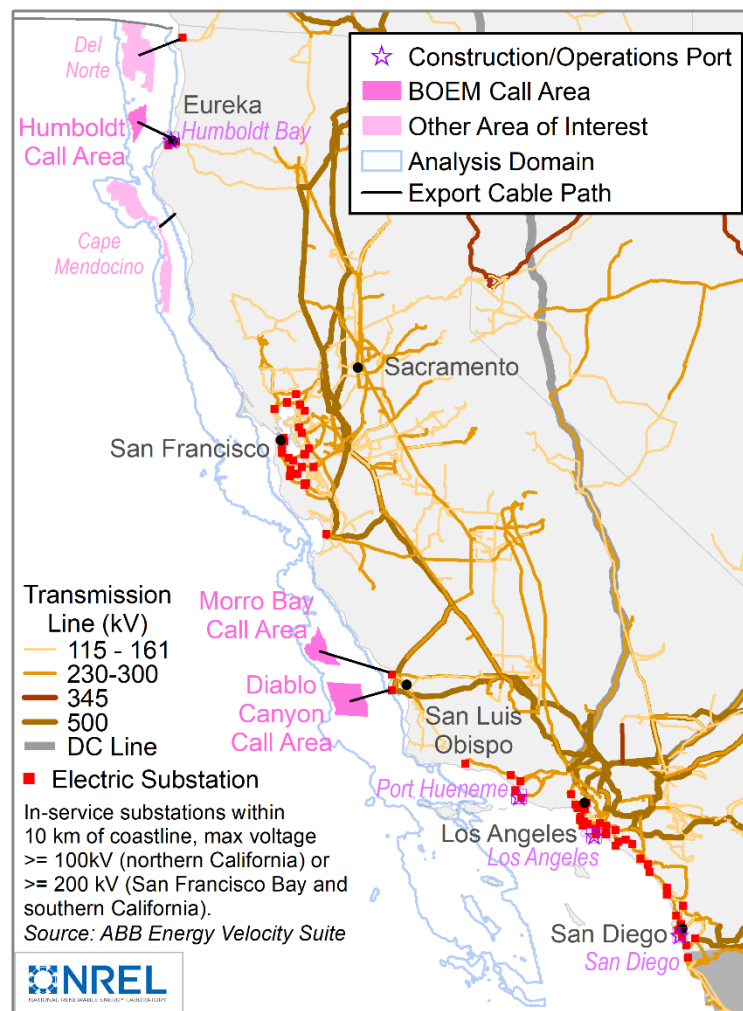 Del
Norte
Eureka
Humboldt Bay
Humboldt
Call Area
Cape
Mendocino
Construction/Operations Port
BOEM Call Area
Other Area of Interest
Analysis Domain
Export Cable Path
Sacramento
San Francisco
Morro Bay
Call Area
Diablo
Canyon
Call Area
San Luis
Obispo
Port Hueneme
Los Angeles
Los Angeles
San Diego
San Diego
Transmission
Line (kV)
115 - 161
230-300
345
500
DC Line
Electric Substation
In-service substations within
10 km of coastline, max voltage
>= 100kV (northern California) or
>= 200 kV (San Francisco Bay and
southern California).
Source: ABB Energy Velocity Suite
NREL
NATIONAL RENEWABLE ENERGY LABORATORY